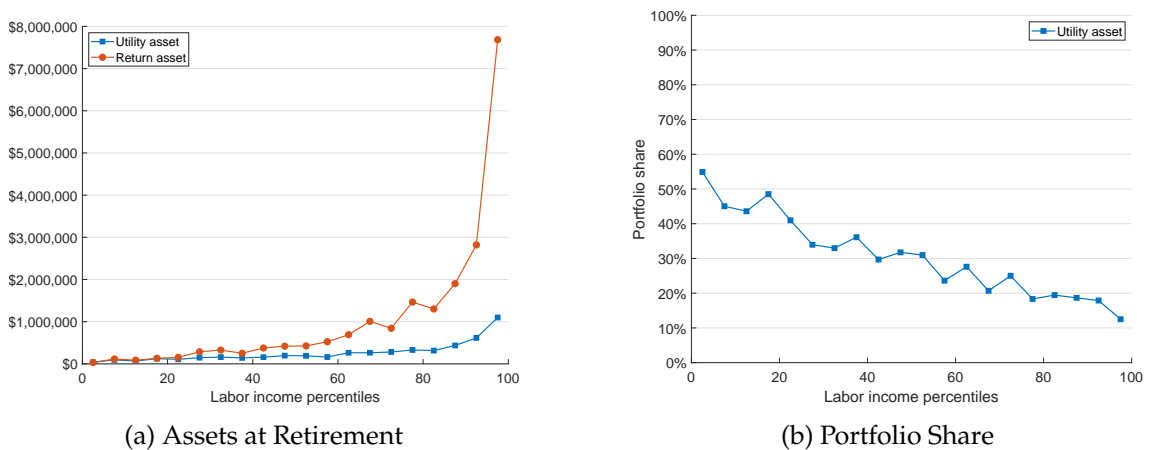 $8,000,000
$7,000,000
$6,000,000
$5,000,000
$4,000,000
$3,000,000
$2,000,000
$1,000,000
$0
Utility asset
Return asset
0 20 40 60 80 100
Labor income percentiles
(a) Assets at Retirement
100%
90%
80%
70%
60%
50%
40%
30%
20%
10%
0%
Portfolio share
Utility asset
0 20 40 60 80 100
Labor income percentiles
(b) Portfolio Share